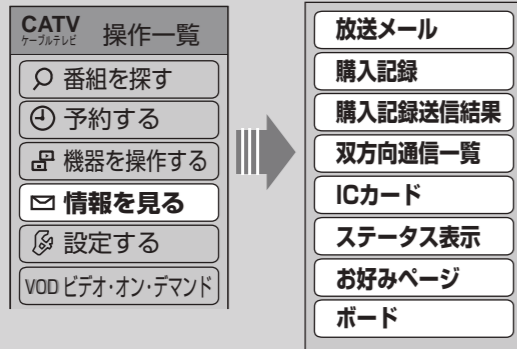 CATV
ケーブルテレビ
操作一覧
番組を探す
予約する
機器を操作する
情報を見る
設定する
VOD ビデオ・オン・デマンド
放送メール
購入記録
購入記録送信結果
双方向通信一覧
ICカード
ステータス表示
お好みページ
ボード